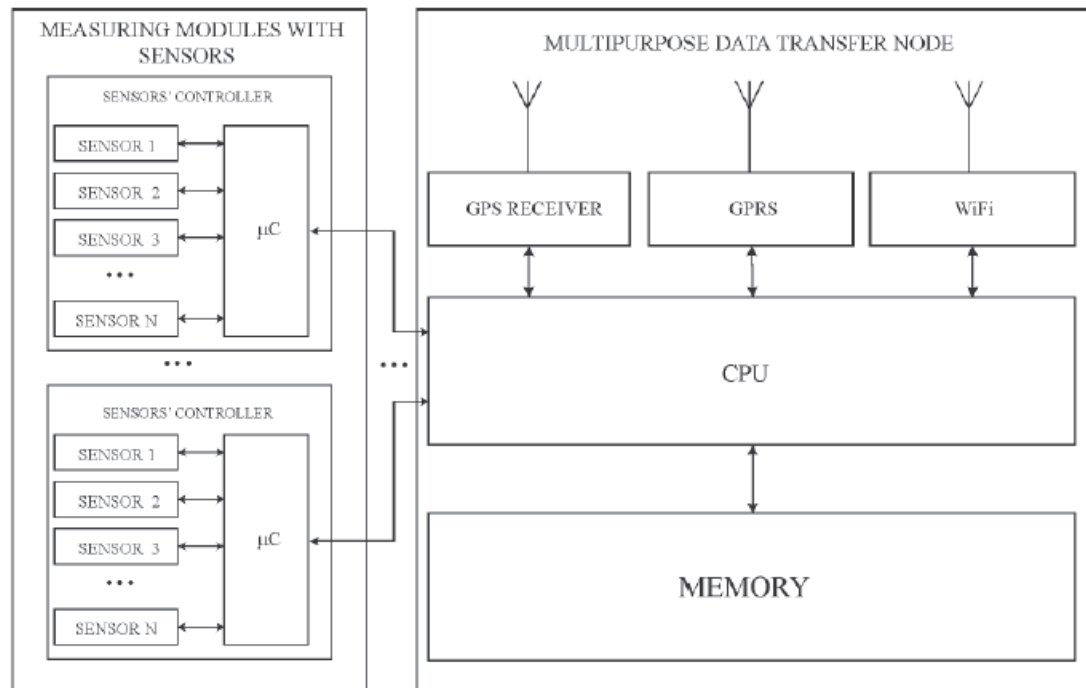 MEASURING MODULES WITH
SENSORS
SENSORS' CONTROLLER
SENSOR 1
SENSOR 2
SENSOR 3
•••
SENSOR N
μC
•••
SENSORS' CONTROLLER
SENSOR 1
SENSOR 2
SENSOR 3
•••
SENSOR N
μC
•••
MULTIPURPOSE DATA TRANSFER NODE
GPS RECEIVER
GPRS
WiFi
CPU
MEMORY